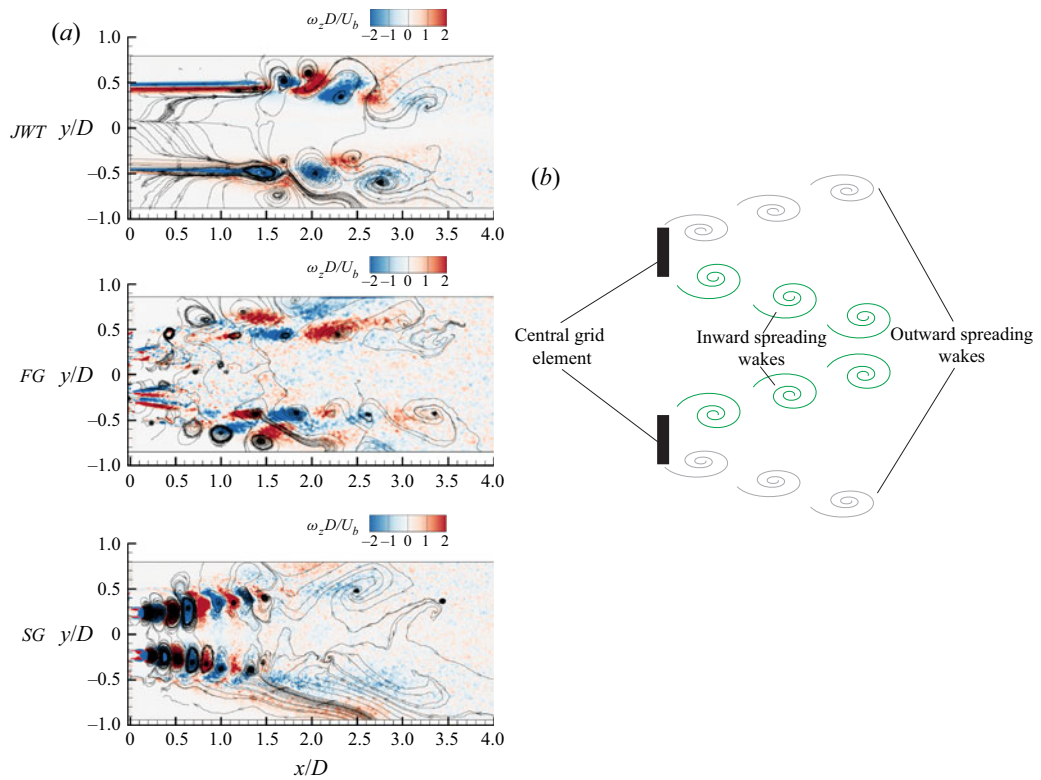 (a)
ω_z D/U_b
−2 −1 0 1 2
1.0
0.5
JWT y/D 0
−0.5
−1.0
0 0.5 1.0 1.5 2.0 2.5 3.0 3.5 4.0
ω_z D/U_b
−2 −1 0 1 2
1.0
0.5
FG y/D 0
−0.5
−1.0
0 0.5 1.0 1.5 2.0 2.5 3.0 3.5 4.0
ω_z D/U_b
−2 −1 0 1 2
1.0
0.5
SG y/D 0
−0.5
−1.0
0 0.5 1.0 1.5 2.0 2.5 3.0 3.5 4.0
x/D
(b)
Central grid
element
Inward spreading
wakes
Outward spreading
wakes